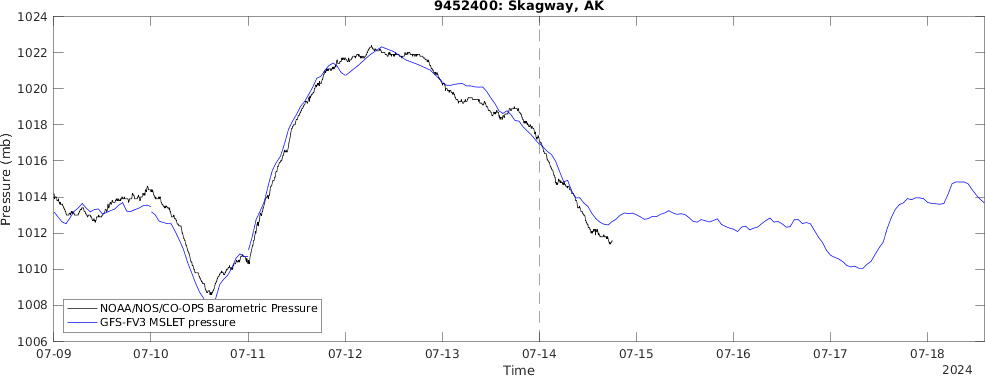 9452400: Skagway, AK
1024
1022
1020
1018
1016
1014
1012
1010
1008
1006
Pressure (mb)
NOAA/NOS/CO-OPS Barometric Pressure
GFS-FV3 MSLET pressure
07-09 07-10 07-11 07-12 07-13 07-14 07-15 07-16 07-17 07-18
Time
2024